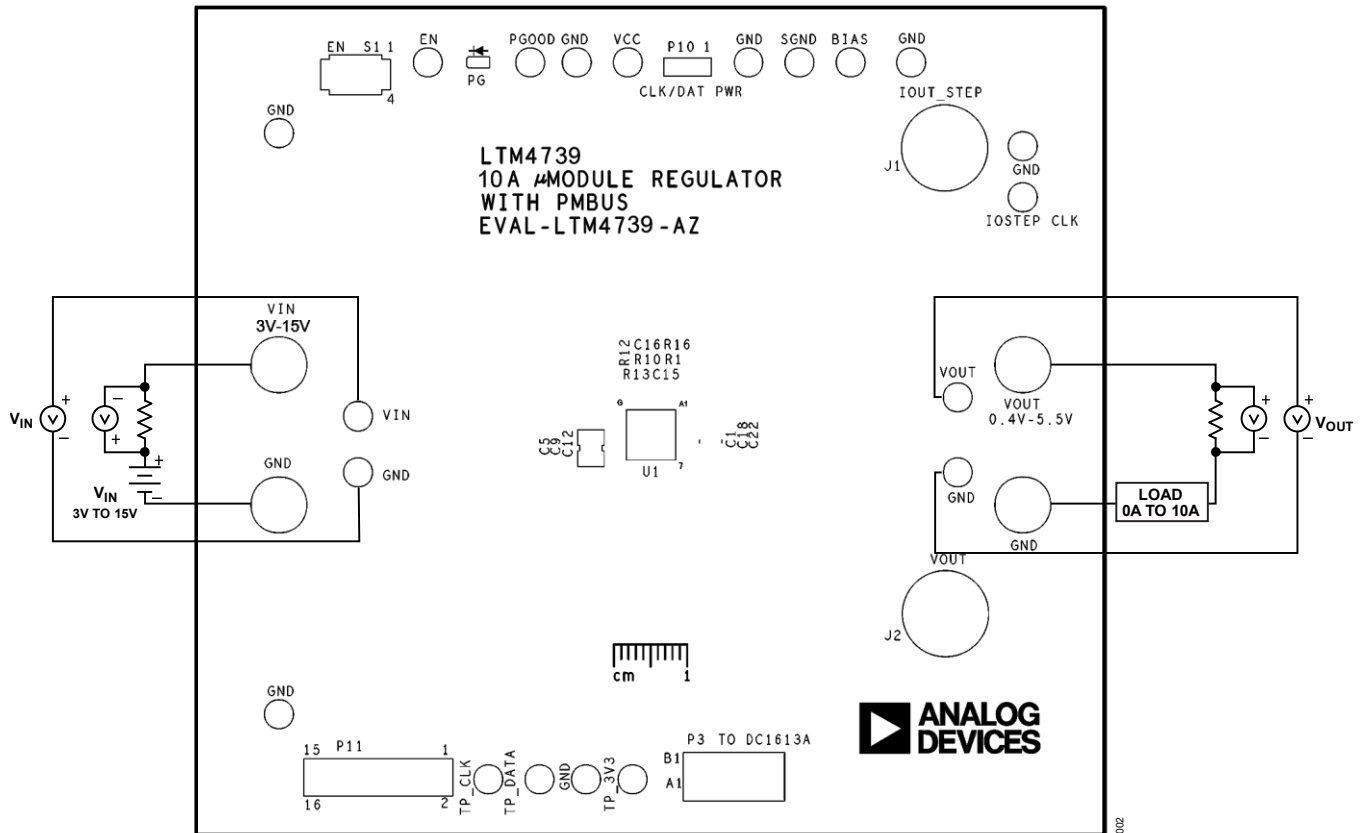 EN S1 1
4
EN
PG
PGOOD
GND
VCC
P10 1
CLK/DAT PWR
GND
SGND
BIAS
GND
IOUT_STEP
J1
GND
IOSTEP CLK
GND
LTM4739
10A µMODULE REGULATOR
WITH PMBUS
EVAL-LTM4739-AZ
VIN
3V-15V
VIN
GND
GND
VIN
+
−
V
−
+
V
+
−
VIN
3V TO 15V
R12
C16R16
R10R1
R13C15
G
A1
7
U1
C5
C9
C12
C1
C18
C22
VOUT
VOUT
0.4V-5.5V
GND
GND
LOAD
0A TO 10A
+
−
V
+
−
V
VOUT
VOUT
J2
cm 1
GND
15 P11 1
16 2
TP_CLK
TP_DATA
GND
TP_3V3
P3 TO DC1613A
B1
A1
ANALOG
DEVICES
002